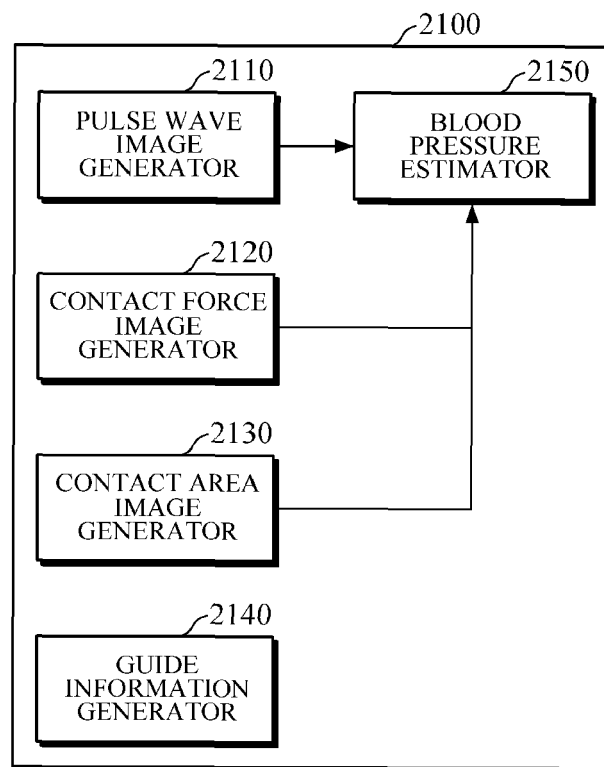 2100
2110
PULSE WAVE
IMAGE
GENERATOR
2150
BLOOD
PRESSURE
ESTIMATOR
2120
CONTACT FORCE
IMAGE
GENERATOR
2130
CONTACT AREA
IMAGE
GENERATOR
2140
GUIDE
INFORMATION
GENERATOR